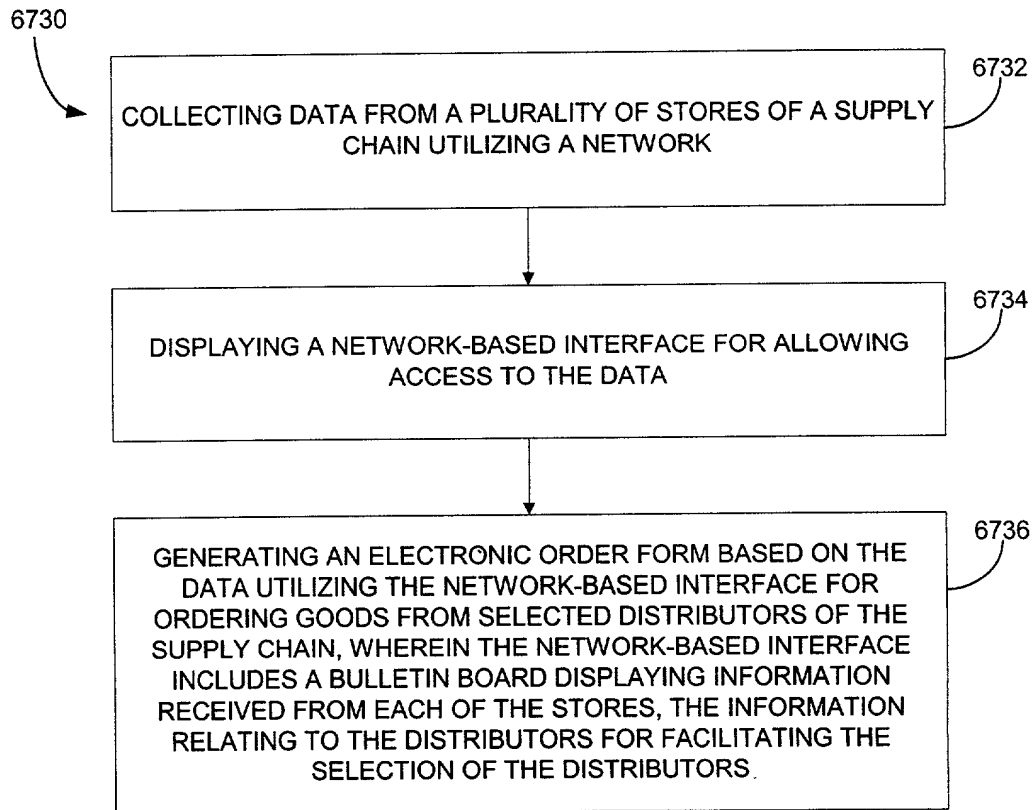 6730
6732
COLLECTING DATA FROM A PLURALITY OF STORES OF A SUPPLY
CHAIN UTILIZING A NETWORK
6734
DISPLAYING A NETWORK-BASED INTERFACE FOR ALLOWING
ACCESS TO THE DATA
6736
GENERATING AN ELECTRONIC ORDER FORM BASED ON THE
DATA UTILIZING THE NETWORK-BASED INTERFACE FOR
ORDERING GOODS FROM SELECTED DISTRIBUTORS OF THE
SUPPLY CHAIN, WHEREIN THE NETWORK-BASED INTERFACE
INCLUDES A BULLETIN BOARD DISPLAYING INFORMATION
RECEIVED FROM EACH OF THE STORES, THE INFORMATION
RELATING TO THE DISTRIBUTORS FOR FACILITATING THE
SELECTION OF THE DISTRIBUTORS.